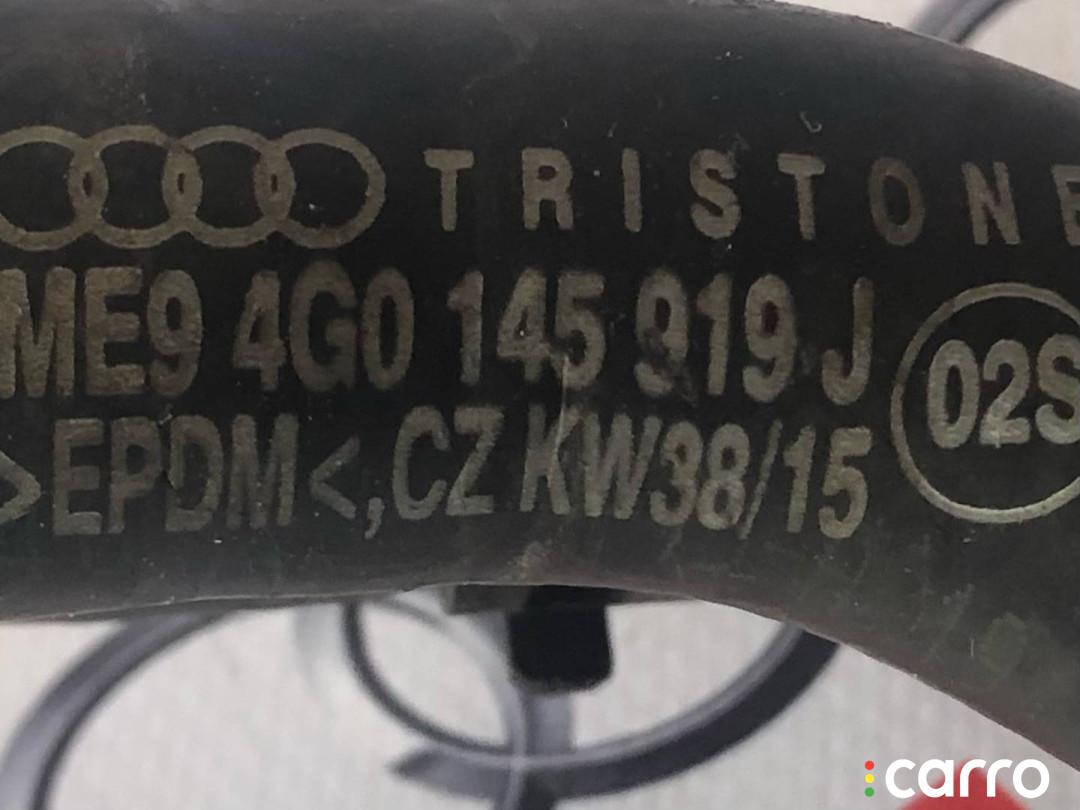 TRISTONE
ME9 4G0 145 919 J 02S
>EPDM<,CZ KW38/15
carro